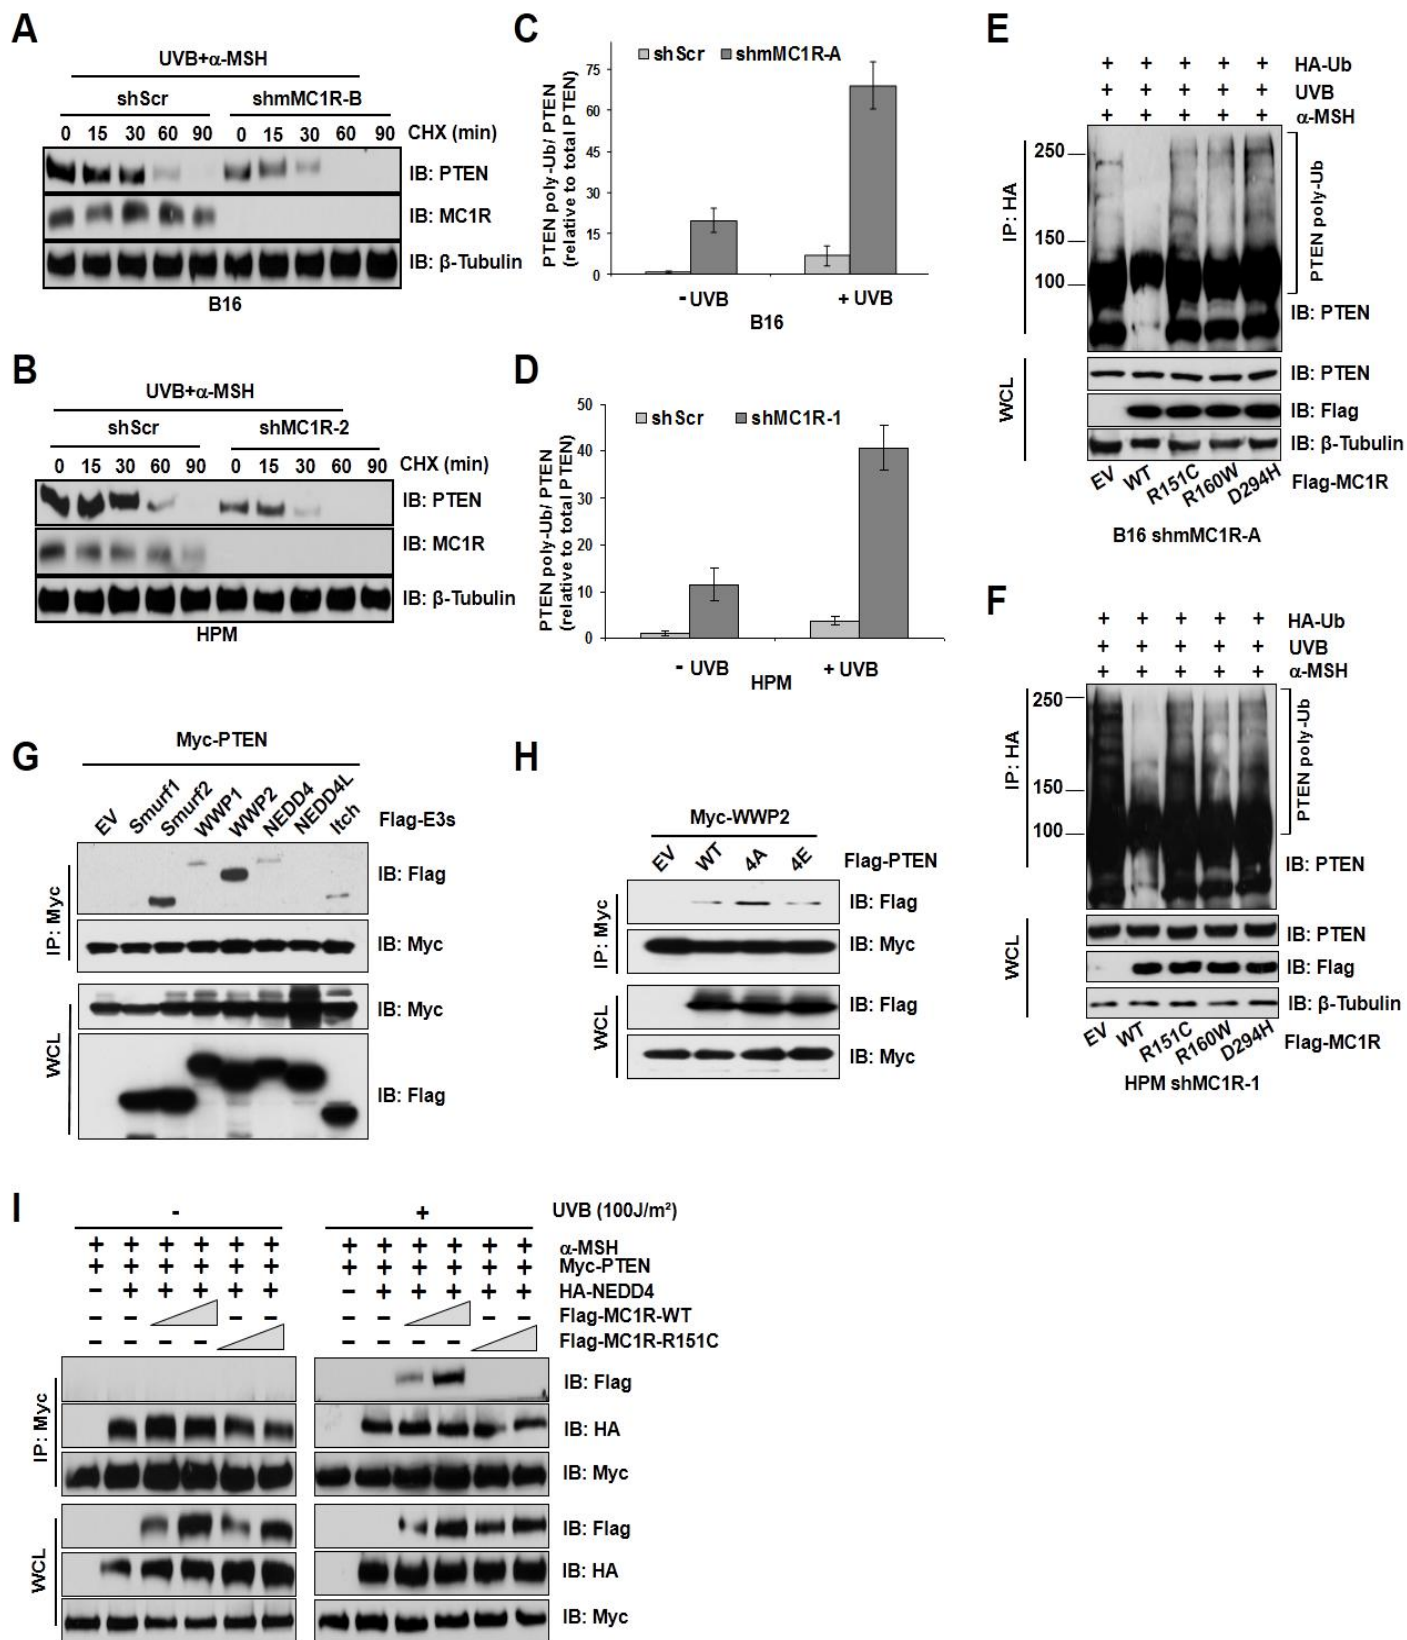 A
UVB+α-MSH
shScr shmMC1R-B
0 15 30 60 90 0 15 30 60 90 CHX (min)
IB: PTEN
IB: MC1R
IB: β-Tubulin
B16
B
UVB+α-MSH
shScr shMC1R-2
0 15 30 60 90 0 15 30 60 90 CHX (min)
IB: PTEN
IB: MC1R
IB: β-Tubulin
HPM
C
PTEN poly-Ub/ PTEN
(relative to total PTEN)
shScr shmMC1R-A
75
60
45
30
15
0
- UVB + UVB
B16
D
PTEN poly-Ub/ PTEN
(relative to total PTEN)
shScr shMC1R-1
50
40
30
20
10
0
- UVB + UVB
HPM
E
+ + + + + HA-Ub
+ + + + + UVB
+ + + + + α-MSH
IP: HA
250
150
100
PTEN poly-Ub
IB: PTEN
WCL
IB: PTEN
IB: Flag
IB: β-Tubulin
EV WT R151C R160W D294H Flag-MC1R
B16 shmMC1R-A
F
+ + + + + HA-Ub
+ + + + + UVB
+ + + + + α-MSH
IP: HA
250
150
100
PTEN poly-Ub
IB: PTEN
WCL
IB: PTEN
IB: Flag
IB: β-Tubulin
EV WT R151C R160W D294H Flag-MC1R
HPM shMC1R-1
G
Myc-PTEN
EV Smurf1 Smurf2 WWP1 WWP2 NEDD4 NEDD4L Itch Flag-E3s
IP: Myc
IB: Flag
IB: Myc
WCL
IB: Myc
IB: Flag
H
Myc-WWP2
EV WT 4A 4E Flag-PTEN
IP: Myc
IB: Flag
IB: Myc
WCL
IB: Flag
IB: Myc
I
- + UVB (100J/m²)
+ + + + + + + + + + + + α-MSH
+ + + + + + + + + + + + Myc-PTEN
- + + + + + - + + + + + HA-NEDD4
- - - - - - - - Flag-MC1R-WT
- - - - - - - - Flag-MC1R-R151C
IP: Myc
IB: Flag
IB: HA
IB: Myc
WCL
IB: Flag
IB: HA
IB: Myc